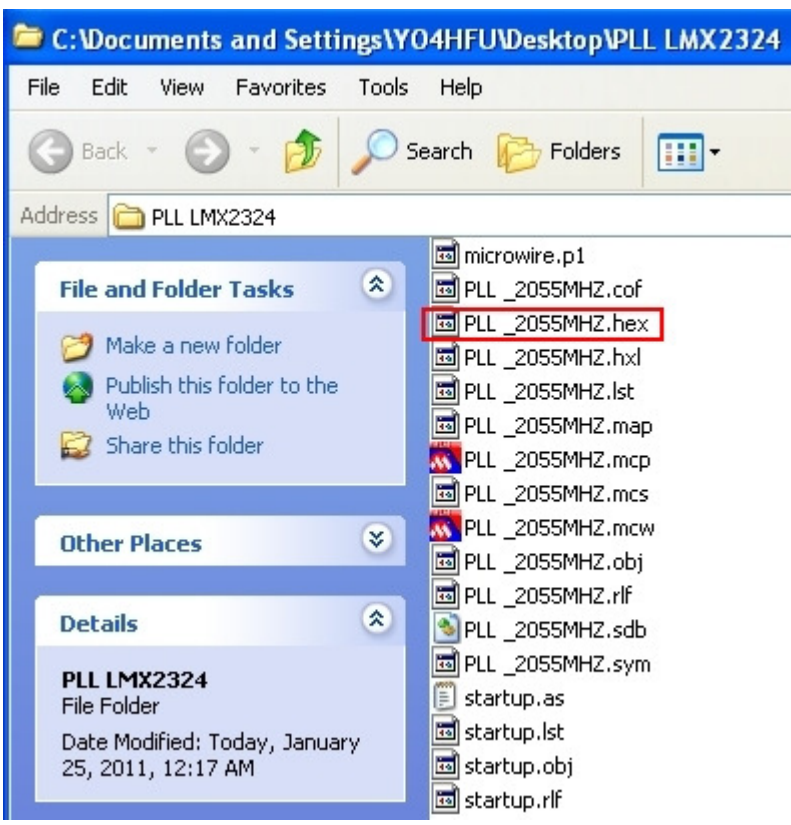 C:\Documents and Settings\YO4HFU\Desktop\PLL LMX2324
File Edit View Favorites Tools Help
Back Search Folders
Address PLL LMX2324
File and Folder Tasks
Make a new folder
Publish this folder to the
Web
Share this folder
Other Places
Details
PLL LMX2324
File Folder
Date Modified: Today, January
25, 2011, 12:17 AM
microwire.p1
PLL _2055MHZ.cof
PLL _2055MHZ.hex
PLL _2055MHZ.hxl
PLL _2055MHZ.lst
PLL _2055MHZ.map
PLL _2055MHZ.mcp
PLL _2055MHZ.mcs
PLL _2055MHZ.mcw
PLL _2055MHZ.obj
PLL _2055MHZ.rlf
PLL _2055MHZ.sdb
PLL _2055MHZ.sym
startup.as
startup.lst
startup.obj
startup.rlf